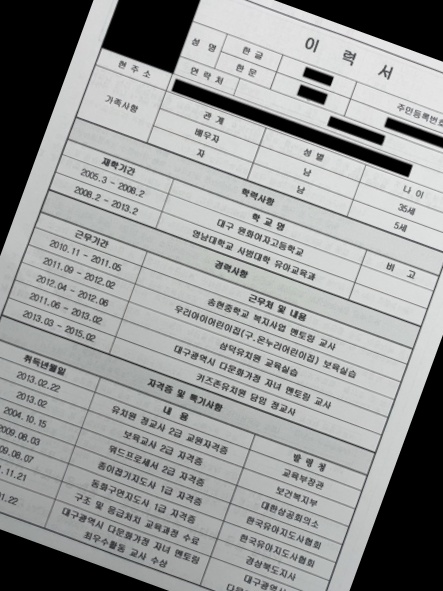 이 력 서
성 명
한 글
한 문
주민등록번호
현 주 소
연 락 처
가족사항
관 계
성 명
나 이
배우자
남
35세
자
남
5세
학력사항
재학기간
학 교 명
비 고
2005.3 - 2008.2
대구 원화여자고등학교
2008.2 - 2013.2
영남대학교 사범대학 유아교육과
경력사항
근무기간
근무처 및 내용
2010.11 - 2011.05
송현중학교 복지사업 멘토링 교사
2011.09 - 2012.02
우리아이어린이집(구.온누리어린이집) 보육실습
2012.04 - 2012.06
삼덕유치원 교육실습
2011.06 - 2013.02
대구광역시 다문화가정 자녀 멘토링 교사
2013.03 - 2015.02
키즈존유치원 담임 정교사
자격증 및 특기사항
취득년월일
내 용
발 령 청
2013.02.22
유치원 정교사 2급 교원자격증
교육부장관
2013.02
보육교사 2급 자격증
보건복지부
2004.10.15
워드프로세서 2급 자격증
대한상공회의소
009.08.03
종이접기지도사 1급 자격증
한국유아지도사협회
09.08.07
동화구연지도사 1급 자격증
한국유아지도사협회
.11.21
구조 및 응급처치 교육과정 수료
경상북도지사
01.22
대구광역시 다문화가정 자녀 멘토링
최우수활동 교사 수상
대구광역시